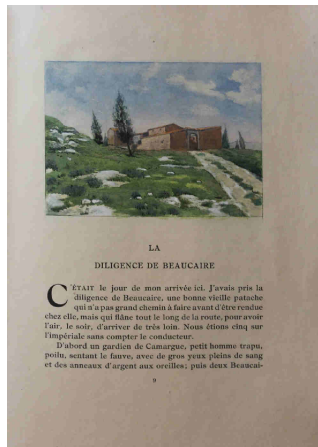 LA
DILIGENCE DE BEAUCAIRE
C'ÉTAIT le jour de mon arrivée ici. J'avais pris la
diligence de Beaucaire, une bonne vieille patache
qui n'a pas grand chemin à faire avant d'être rendue
chez elle, mais qui flâne tout le long de la route, pour avoir
l'air, le soir, d'arriver de très loin. Nous étions cinq sur
l'impériale sans compter le conducteur.
D'abord un gardien de Camargue, petit homme trapu,
poilu, sentant le fauve, avec de gros yeux pleins de sang
et des anneaux d'argent aux oreilles; puis deux Beaucai-
9